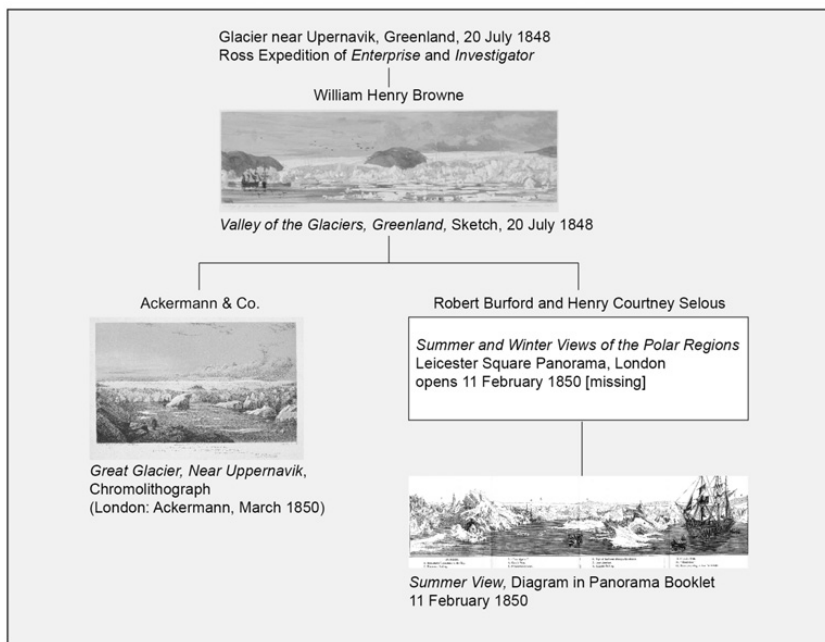 Glacier near Upernavik, Greenland, 20 July 1848
Ross Expedition of Enterprise and Investigator
William Henry Browne
Valley of the Glaciers, Greenland, Sketch, 20 July 1848
Ackermann & Co.
Great Glacier, Near Uppernavik,
Chromolithograph
(London: Ackermann, March 1850)
Robert Burford and Henry Courtney Selous
Summer and Winter Views of the Polar Regions
Leicester Square Panorama, London
opens 11 February 1850 [missing]
Summer View, Diagram in Panorama Booklet
11 February 1850